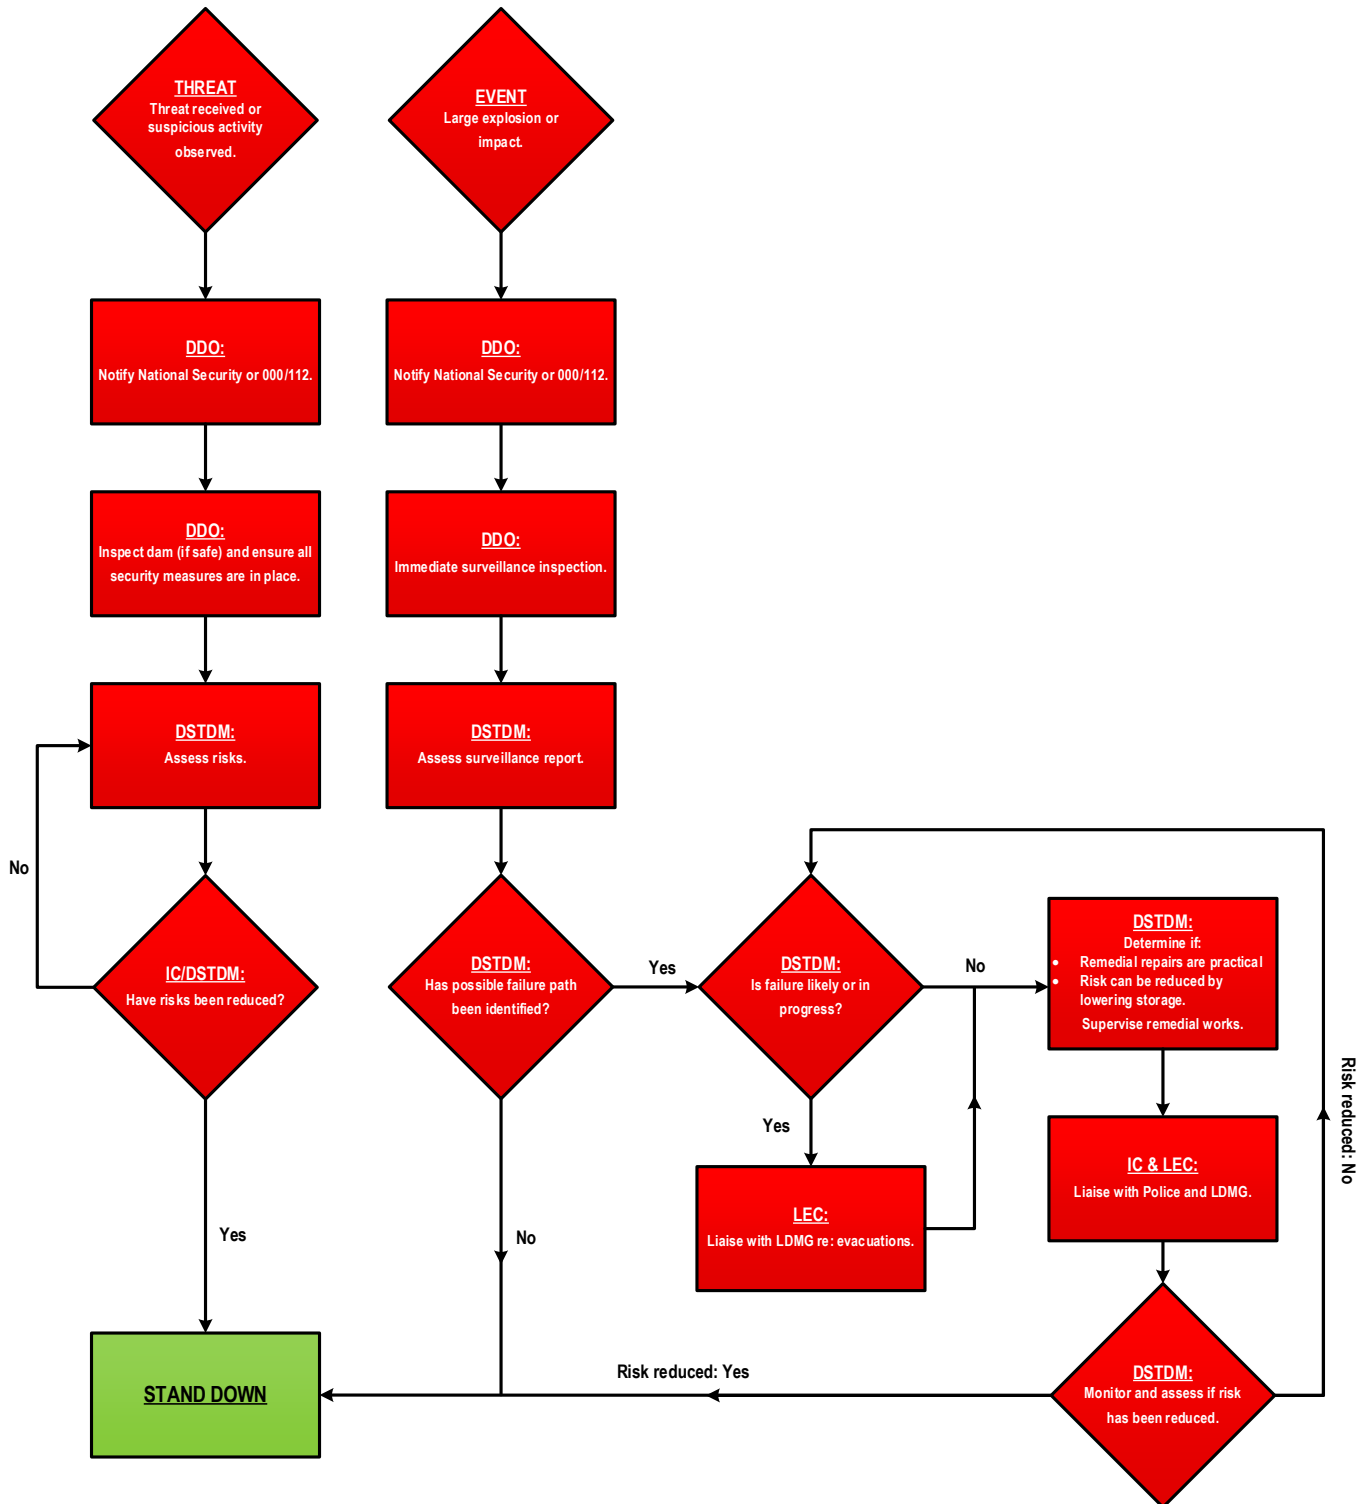 THREAT
Threat received or
suspicious activity
observed.
EVENT
Large explosion or
impact.
DDO:
Notify National Security or 000/112.
DDO:
Notify National Security or 000/112.
DDO:
Inspect dam (if safe) and ensure all
security measures are in place.
DDO:
Immediate surveillance inspection.
DSTDM:
Assess risks.
DSTDM:
Assess surveillance report.
No
IC/DSTDM:
Have risks been reduced?
DSTDM:
Has possible failure path
been identified?
Yes
DSTDM:
Is failure likely or in
progress?
No
DSTDM:
Determine if:
• Remedial repairs are practical
• Risk can be reduced by
lowering storage.
Supervise remedial works.
Yes
LEC:
Liaise with LDMG re: evacuations.
IC & LEC:
Liaise with Police and LDMG.
Risk reduced: No
Yes
No
STAND DOWN
Risk reduced: Yes
DSTDM:
Monitor and assess if risk
has been reduced.